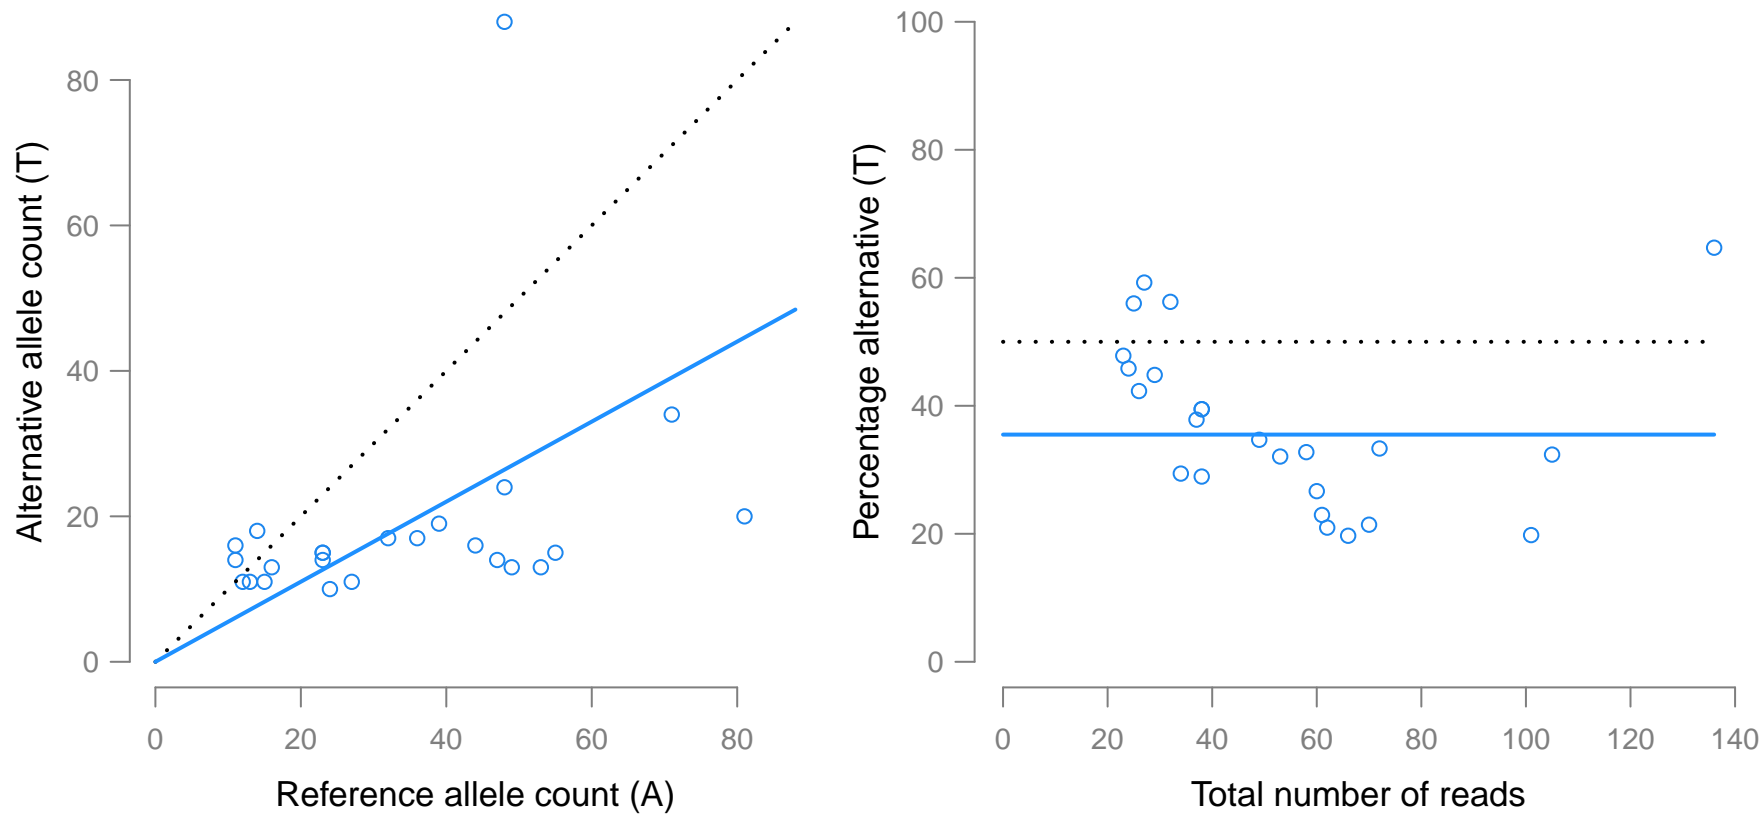 Alternative allele count (T)
80
60
40
20
0
0 20 40 60 80
Reference allele count (A)
Percentage alternative (T)
100
80
60
40
20
0
0 20 40 60 80 100 120 140
Total number of reads